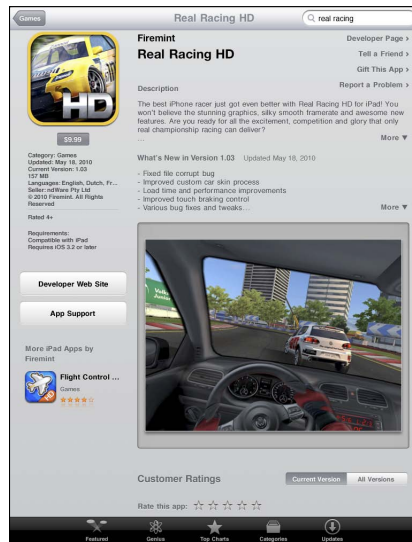 Games
Real Racing HD
real racing
Firemint
Real Racing HD
Developer Page >
Tell a Friend >
Gift This App >
Report a Problem >
HD
$9.99
Category: Games
Updated: May 18, 2010
Current Version: 1.03
157 MB
Languages: English, Dutch, Fr...
Seller: ndWare Pty Ltd
© 2010 Firemint. All Rights
Reserved
Rated 4+
Requirements:
Compatible with iPad
Requires iOS 3.2 or later
Developer Web Site
App Support
More iPad Apps by
Firemint
Flight Control ...
Games
HD
Description
The best iPhone racer just got even better with Real Racing HD for iPad! You
won't believe the stunning graphics, silky smooth framerate and awesome new
features. Are you ready for all the excitement, competition and glory that only
real championship racing can deliver?
...
More ▼
What's New in Version 1.03 Updated May 18, 2010
- Fixed file corrupt bug
- Improved custom car skin process
- Load time and performance improvements
- Improved touch braking control
- Various bug fixes and tweaks...
More ▼
Customer Ratings
Current Version
All Versions
Rate this app:
Featured
Genius
Top Charts
Categories
Updates